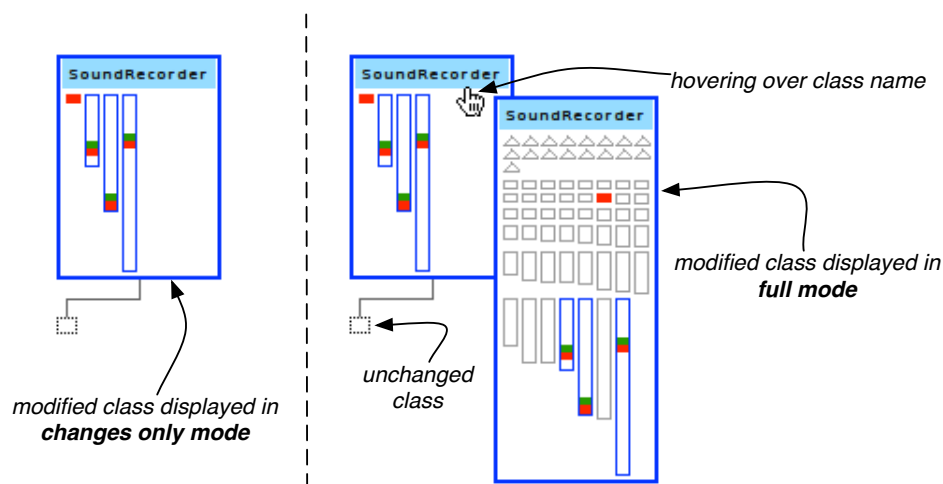 SoundRecorder
modified class displayed in
changes only mode
SoundRecorder
hovering over class name
SoundRecorder
modified class displayed in
full mode
unchanged
class